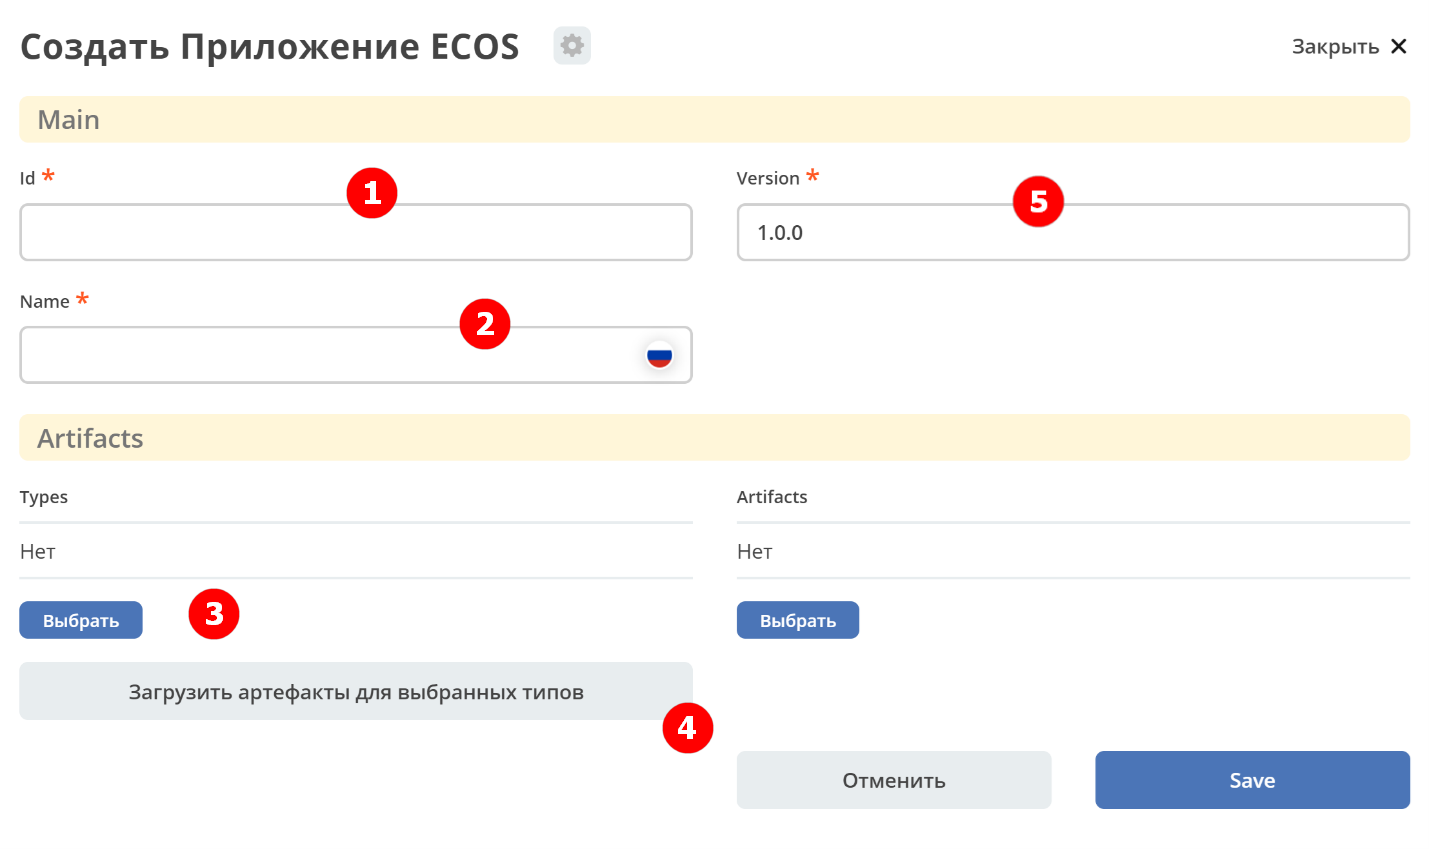 Создать Приложение ECOS
Закрыть
Main
Id *
1
Version *
5
1.0.0
Name *
2
Artifacts
Types
Artifacts
Нет
Нет
Выбрать
3
Выбрать
Загрузить артефакты для выбранных типов
4
Отменить
Save